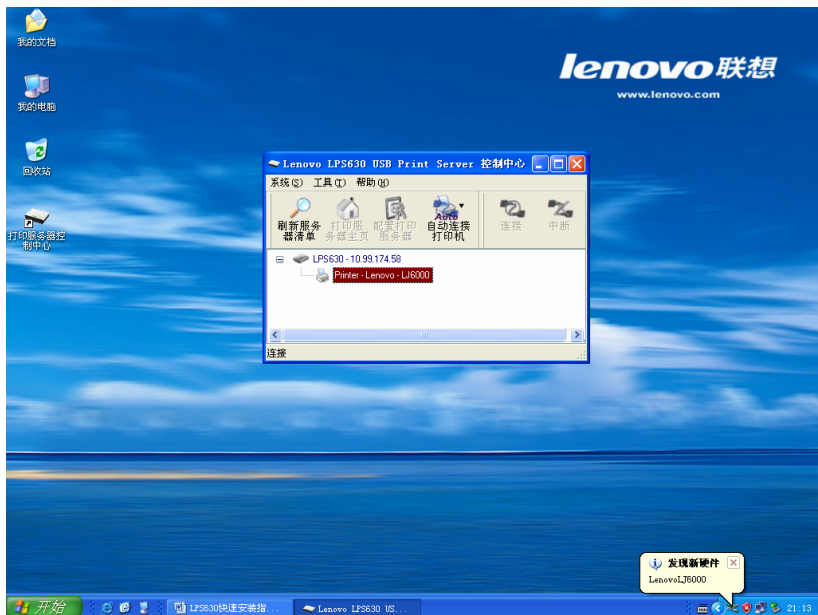 我的文档
lenovo联想
www.lenovo.com
我的电脑
回收站
打印服务器控
制中心
Lenovo LPS630 USB Print Server 控制中心
系统(S) 工具(T) 帮助(H)
刷新服务
器清单
打印服
务器主页
配置打印
服务器
Auto
自动连接
打印机
连接
中断
LPS630 - 10.99.174.58
Printer - Lenovo - LJ6000
连接
发现新硬件
LenovoLJ6000
开始
LPS630快速安装指...
Lenovo LPS630 US...
21:13